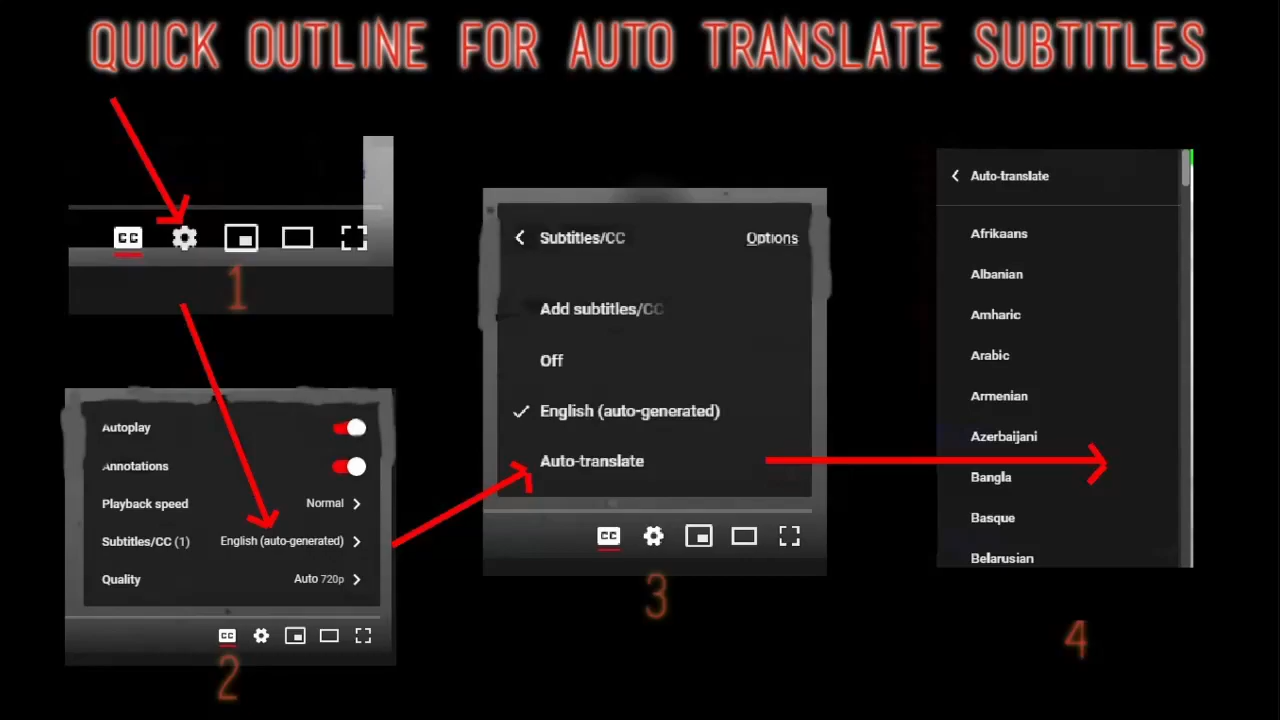 QUICK OUTLINE FOR AUTO TRANSLATE SUBTITLES
CC
1
Autoplay
Annotations
Playback speed Normal
Subtitles/CC (1) English (auto-generated)
Quality Auto 720p
CC
2
Subtitles/CC Options
Add subtitles/CC
Off
English (auto-generated)
Auto-translate
CC
3
Auto-translate
Afrikaans
Albanian
Amharic
Arabic
Armenian
Azerbaijani
Bangla
Basque
Belarusian
4